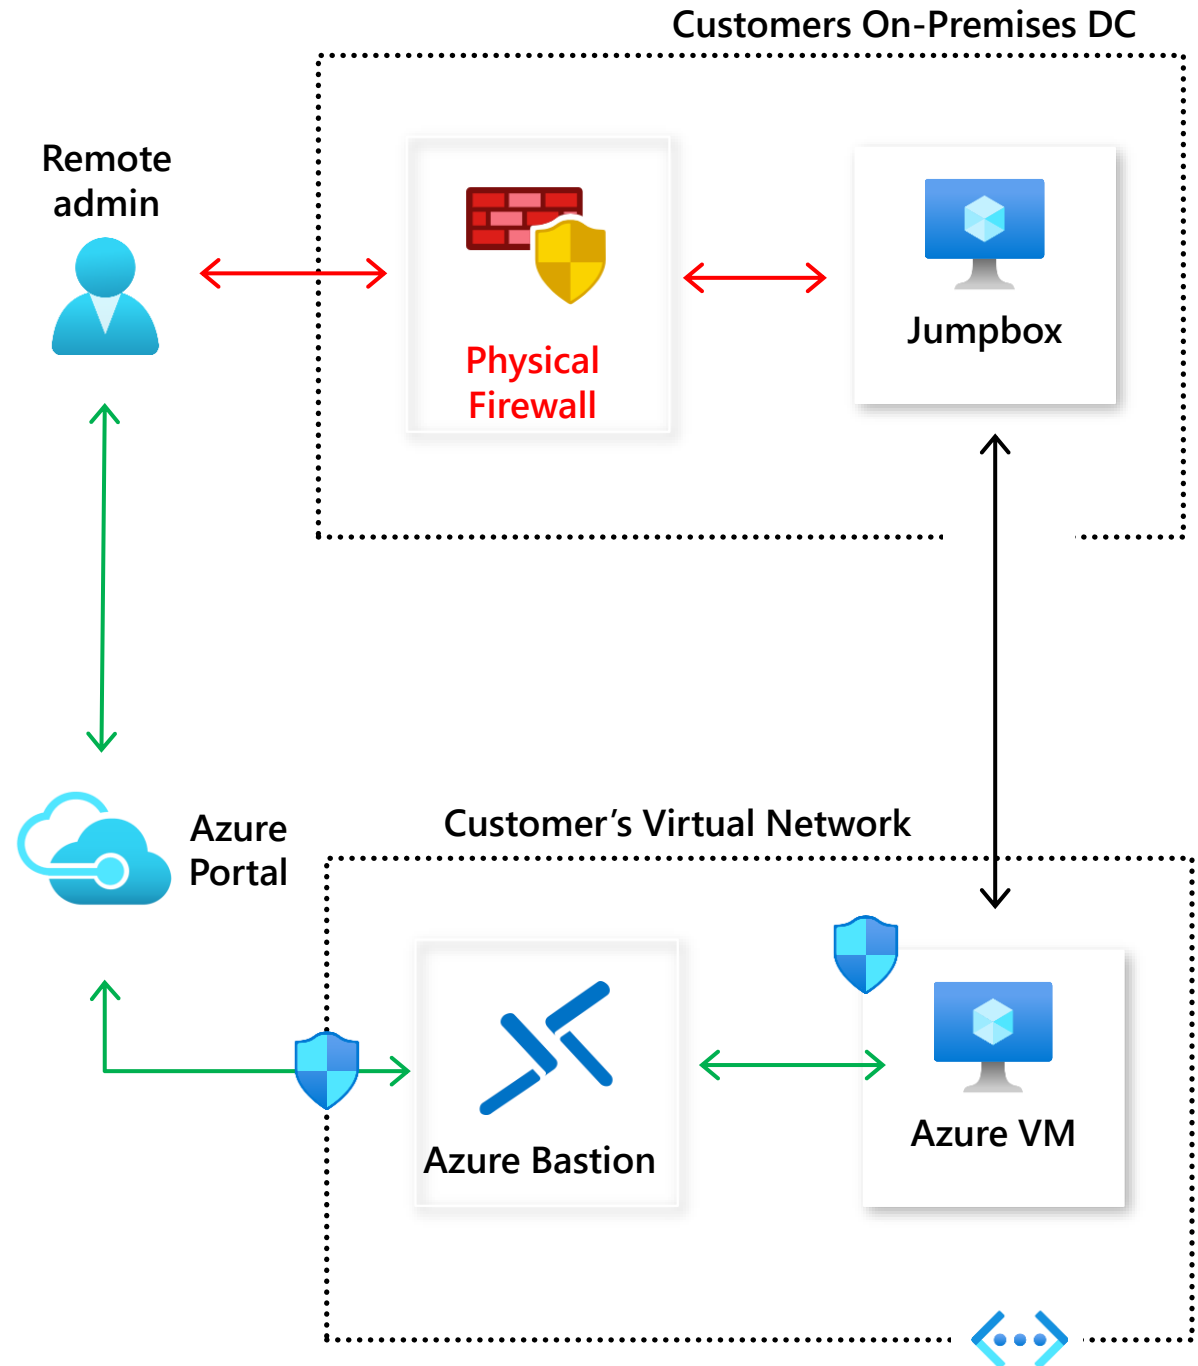 Customers On-Premises DC
Remote
admin
Physical
Firewall
Jumpbox
Azure
Portal
Customer’s Virtual Network
Azure Bastion
Azure VM